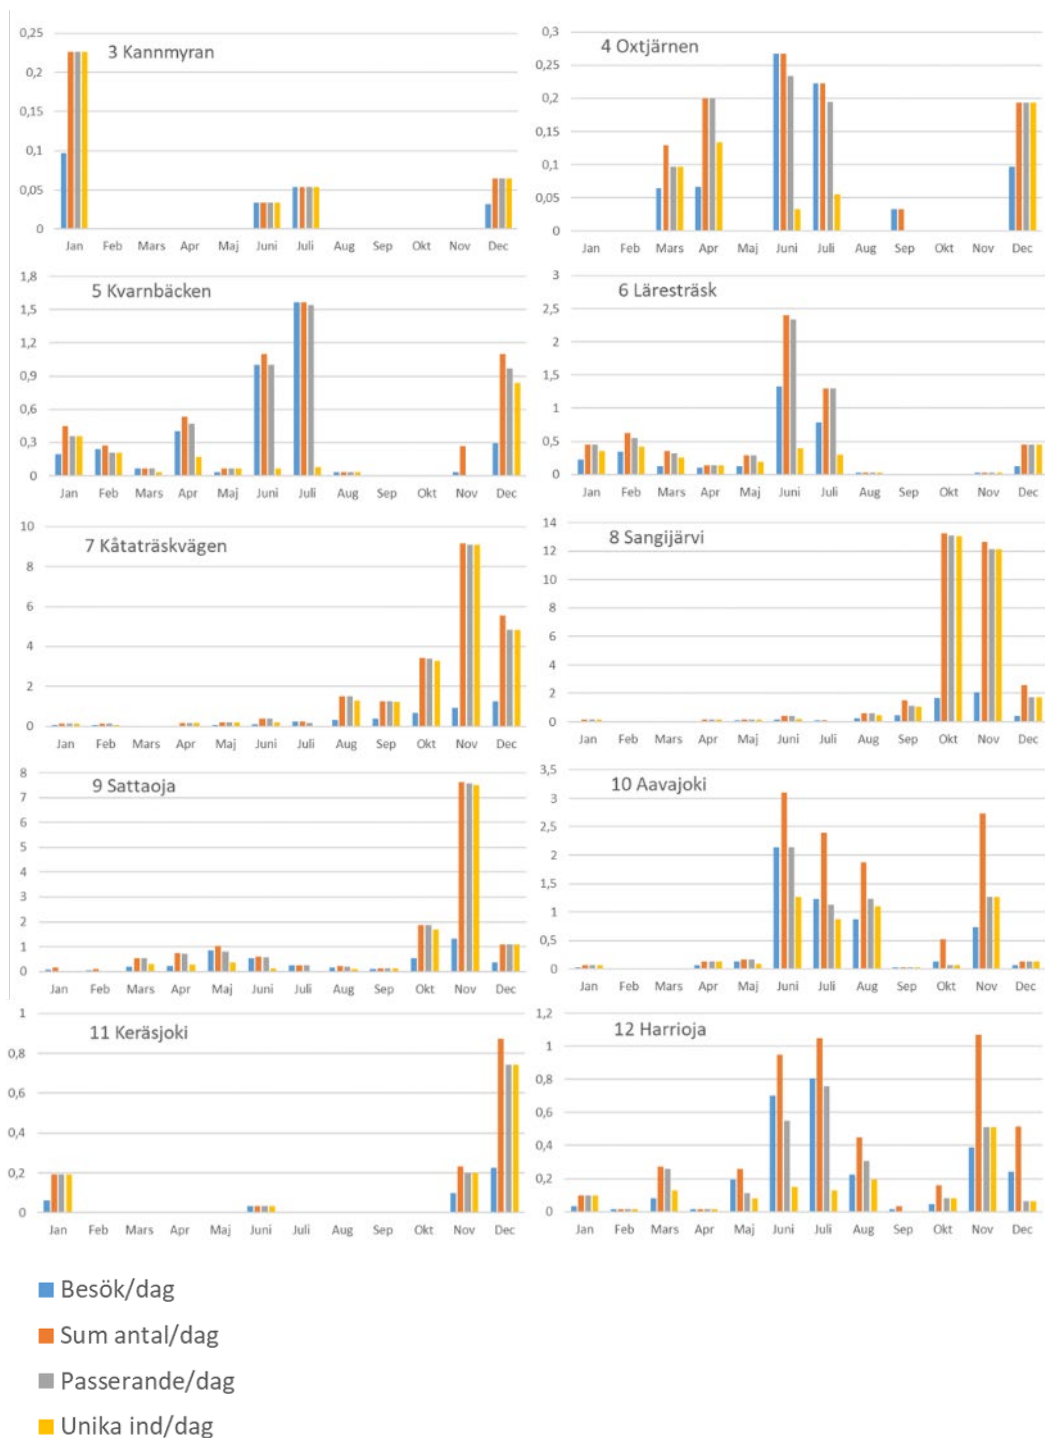 3 Kannmyran
0,25
0,2
0,15
0,1
0,05
0
Jan Feb Mars Apr Maj Juni Juli Aug Sep Okt Nov Dec
4 Oxtjärnen
0,3
0,25
0,2
0,15
0,1
0,05
0
Jan Feb Mars Apr Maj Juni Juli Aug Sep Okt Nov Dec
5 Kvarnbäcken
1,8
1,5
1,2
0,9
0,6
0,3
0
Jan Feb Mars Apr Maj Juni Juli Aug Sep Okt Nov Dec
6 Läresträsk
3
2,5
2
1,5
1
0,5
0
Jan Feb Mars Apr Maj Juni Juli Aug Sep Okt Nov Dec
7 Kåtaträskvägen
10
8
6
4
2
0
Jan Feb Mars Apr Maj Juni Juli Aug Sep Okt Nov Dec
8 Sangijärvi
14
12
10
8
6
4
2
0
Jan Feb Mars Apr Maj Juni Juli Aug Sep Okt Nov Dec
9 Sattaoja
8
7
6
5
4
3
2
1
0
Jan Feb Mars Apr Maj Juni Juli Aug Sep Okt Nov Dec
10 Aavajoki
3,5
3
2,5
2
1,5
1
0,5
0
Jan Feb Mars Apr Maj Juni Juli Aug Sep Okt Nov Dec
11 Keräsjoki
1
0,8
0,6
0,4
0,2
0
Jan Feb Mars Apr Maj Juni Juli Aug Sep Okt Nov Dec
12 Harrioja
1,2
1
0,8
0,6
0,4
0,2
0
Jan Feb Mars Apr Maj Juni Juli Aug Sep Okt Nov Dec
Besök/dag
Sum antal/dag
Passerande/dag
Unika ind/dag